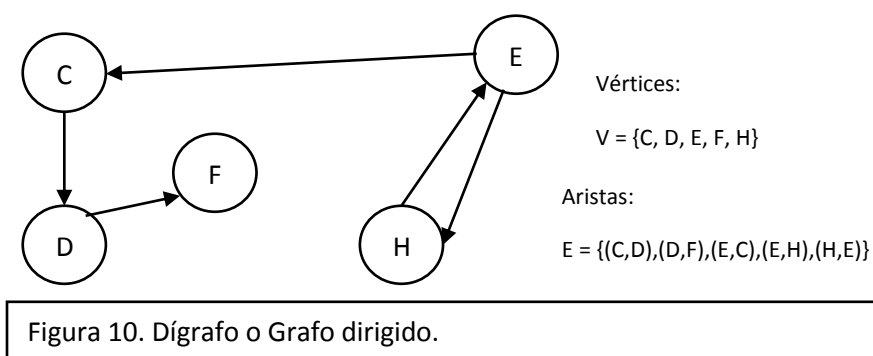 C
E
F
D
H
Vértices:
V = {C, D, E, F, H}
Aristas:
E = {(C,D),(D,F),(E,C),(E,H),(H,E)}
Figura 10. Dígrafo o Grafo dirigido.